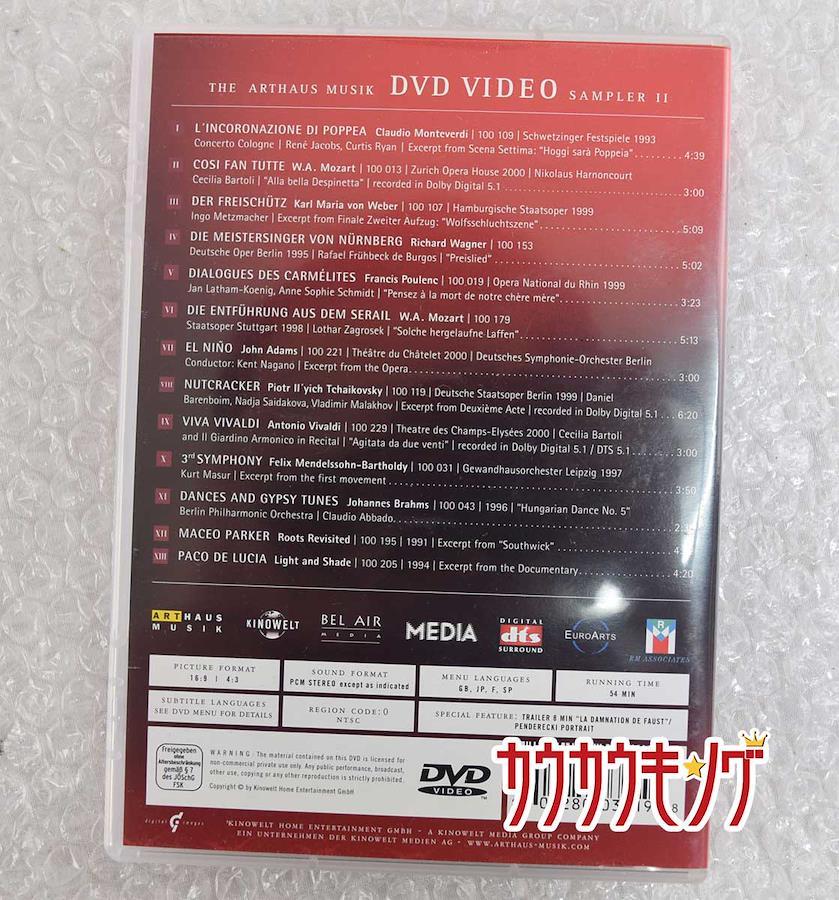 THE ARTHAUS MUSIK DVD VIDEO SAMPLER II
I L'INCORONAZIONE DI POPPEA Claudio Monteverdi | 100 109 | Schwetzinger Festspiele 1993
Concerto Cologne | René Jacobs, Curtis Ryan | Excerpt from Scena Settima: "Hoggi sarà Poppeia" 4:39
II COSI FAN TUTTE W.A. Mozart | 100 013 | Zurich Opera House 2000 | Nikolaus Harnoncourt
Cecilia Bartoli | "Alla bella Despinetta" | recorded in Dolby Digital 5.1 3:00
III DER FREISCHÜTZ Karl Maria von Weber | 100 107 | Hamburgische Staatsoper 1999
Ingo Metzmacher | Excerpt from Finale Zweiter Aufzug: "Wolfsschluchtszene" 5:09
IV DIE MEISTERSINGER VON NÜRNBERG Richard Wagner | 100 153
Deutsche Oper Berlin 1995 | Rafael Frühbeck de Burgos | "Preislied" 5:02
V DIALOGUES DES CARMÉLITES Francis Poulenc | 100 019 | Opera National du Rhin 1999
Jan Latham-Koenig, Anne Sophie Schmidt | "Pensez à la mort de notre chère mère" 3:23
VI DIE ENTFÜHRUNG AUS DEM SERAIL W.A. Mozart | 100 179
Staatsoper Stuttgart 1998 | Lothar Zagrosek | "Solche hergelaufne Laffen" 5:13
VII EL NIÑO John Adams | 100 221 | Théâtre du Châtelet 2000 | Deutsches Symphonie-Orchester Berlin
Conductor: Kent Nagano | Excerpt from the Opera 3:00
VIII NUTCRACKER Piotr Il'yich Tchaikovsky | 100 119 | Deutsche Staatsoper Berlin 1999 | Daniel
Barenboim, Nadja Saidakova, Vladimir Malakhov | Excerpt from Deuxième Acte | recorded in Dolby Digital 5.1 6:20
IX VIVA VIVALDI Antonio Vivaldi | 100 229 | Theatre des Champs-Elysées 2000 | Cecilia Bartoli
and Il Giardino Armonico in Recital | "Agitata da due venti" | recorded in Dolby Digital 5.1 / DTS 5.1 3:00
X 3rd SYMPHONY Felix Mendelssohn-Bartholdy | 100 031 | Gewandhausorchester Leipzig 1997
Kurt Masur | Excerpt from the first movement 3:50
XI DANCES AND GYPSY TUNES Johannes Brahms | 100 043 | 1996 | "Hungarian Dance No. 5"
Berlin Philharmonic Orchestra | Claudio Abbado
XII MACEO PARKER Roots Revisited | 100 195 | 1991 | Excerpt from "Southwick"
XIII PACO DE LUCIA Light and Shade | 100 205 | 1994 | Excerpt from the Documentary 4:20
ARTHAUS MUSIK
KINOWELT
BEL AIR MEDIA
MEDIA
DIGITAL dts SURROUND
EUROARTS
RM ASSOCIATES
PICTURE FORMAT
16:9 | 4:3
SOUND FORMAT
PCM STEREO except as indicated
MENU LANGUAGES
GB, JP, F, SP
RUNNING TIME
54 MIN
SUBTITLE LANGUAGES
SEE DVD MENU FOR DETAILS
REGION CODE: 0
NTSC
SPECIAL FEATURE: TRAILER 6 MIN "LA DAMNATION DE FAUST"/
PENDERECKI PORTRAIT
Freigegeben
ohne
Altersbeschränkung
gemäß § 7
des JÖSchG
FSK
WARNING: The material contained on this DVD is licensed for
non-commercial private use only. Any public performance, broadcast,
other use, copying or any other reproduction is strictly prohibited.
Copyright © by Kinowelt Home Entertainment GmbH
DVD
VIDEO
カウカウキング
digital images
KINOWELT HOME ENTERTAINMENT GMBH - A KINOWELT MEDIA GROUP COMPANY
EIN UNTERNEHMEN DER KINOWELT MEDIEN AG - WWW.ARTHAUS-MUSIK.COM